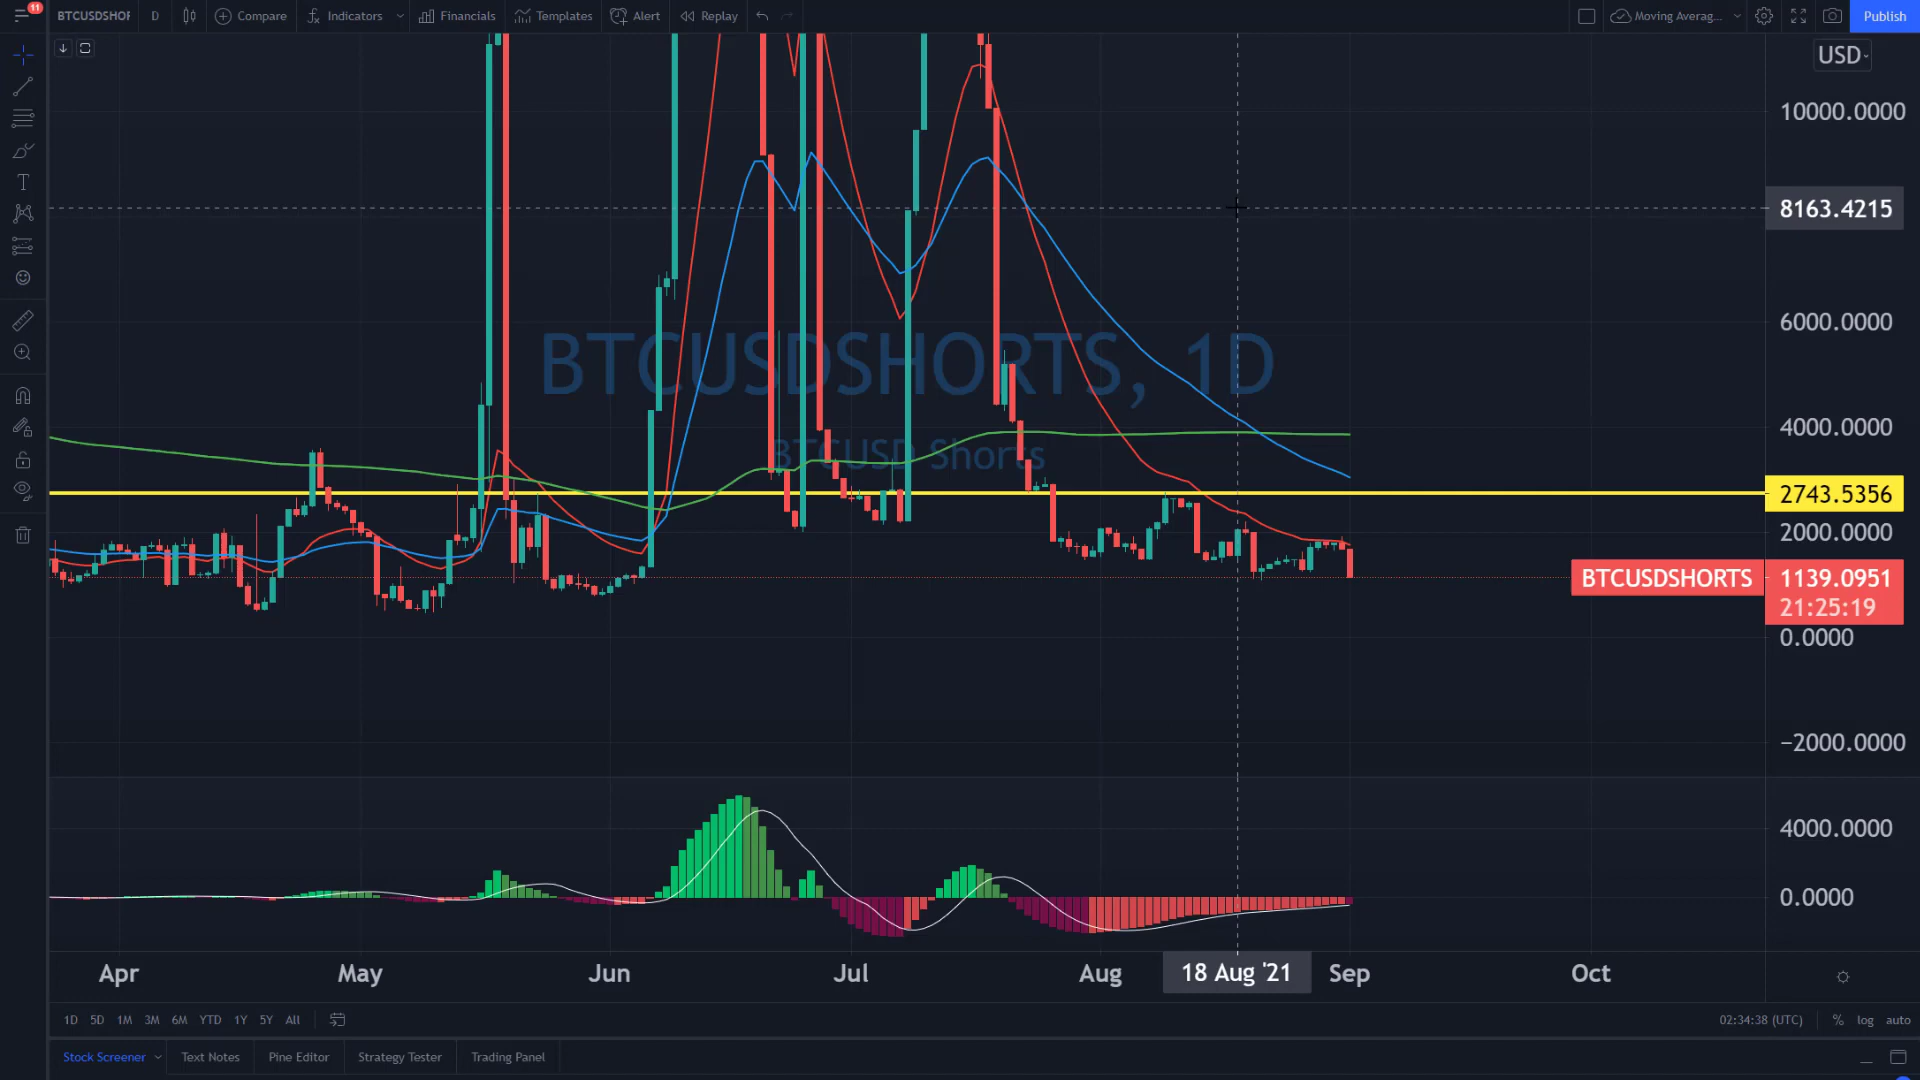 11
BTCUSDSHOF
D
Compare
Indicators
Financials
Templates
Alert
Replay
Moving Averag...
Publish
USD
10000.0000
8163.4215
6000.0000
BTCUSDSHORTS, 1D
BTCUSD Shorts
4000.0000
2743.5356
2000.0000
BTCUSDSHORTS
1139.0951
21:25:19
0.0000
−2000.0000
4000.0000
0.0000
Apr
May
Jun
Jul
Aug
18 Aug '21
Sep
Oct
1D 5D 1M 3M 6M YTD 1Y 5Y All
02:34:38 (UTC)
% log auto
Stock Screener
Text Notes
Pine Editor
Strategy Tester
Trading Panel